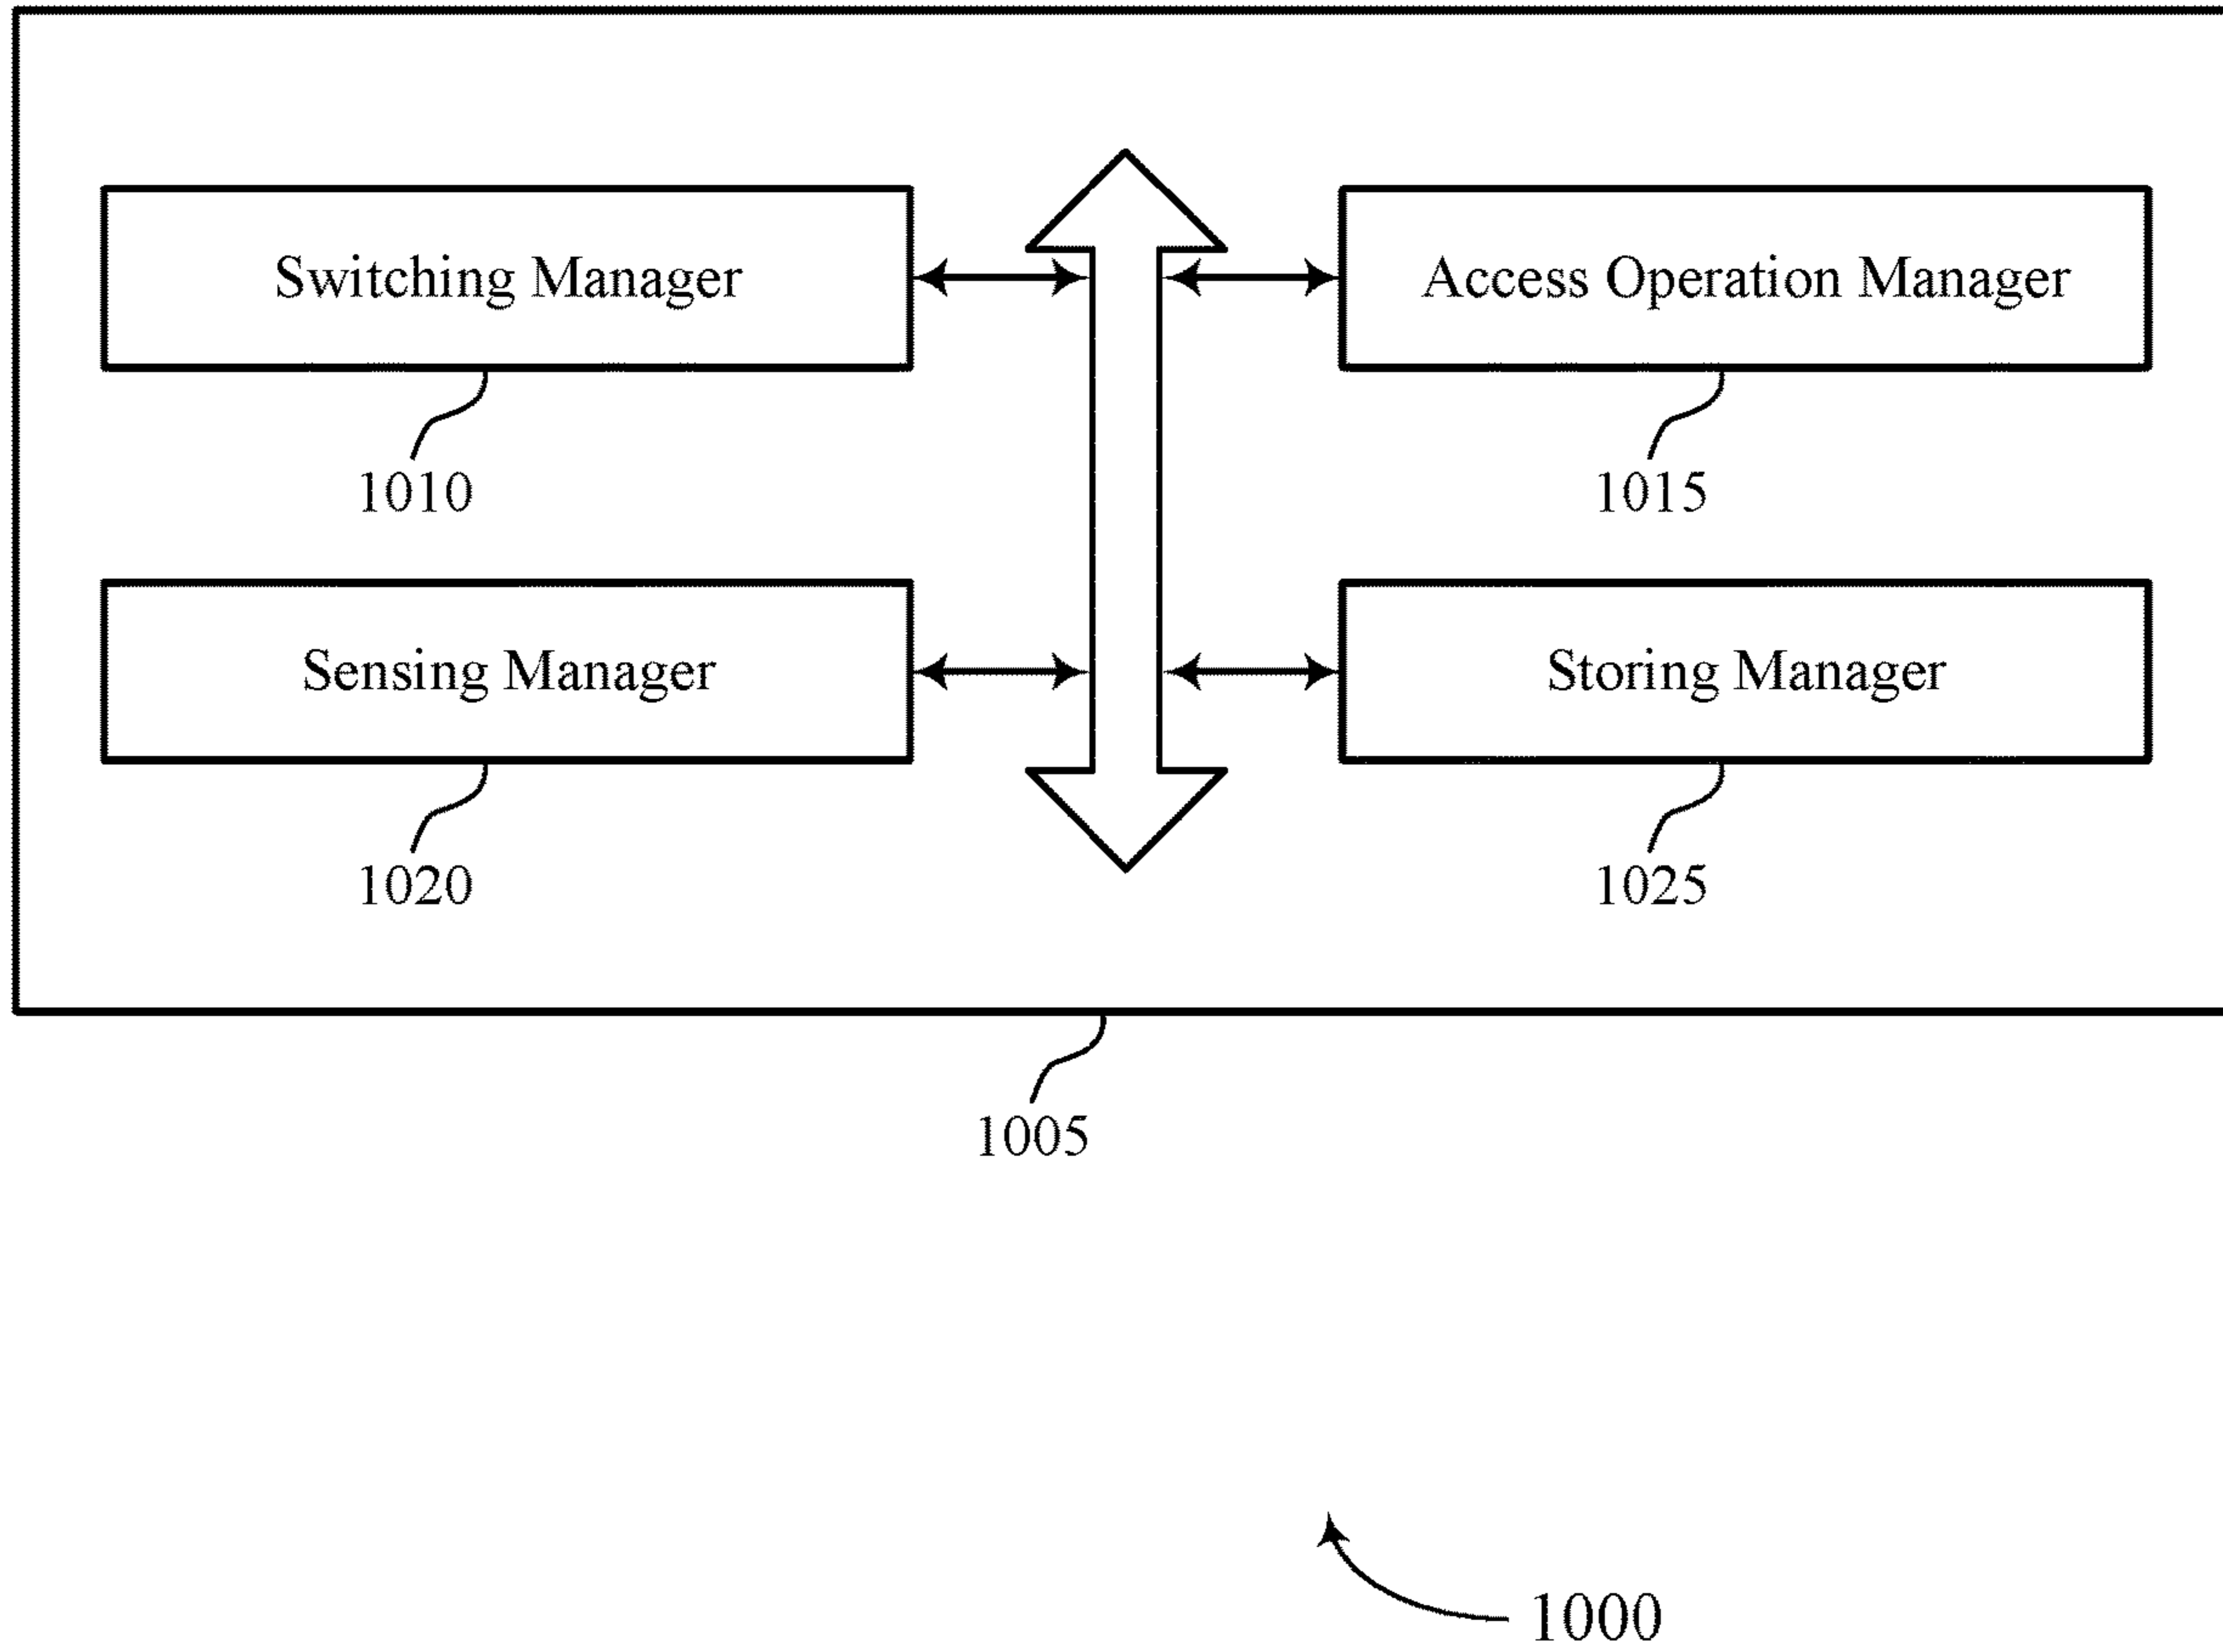 Switching Manager
Access Operation Manager
1010
1015
Sensing Manager
Storing Manager
1020
1025
1005
1000